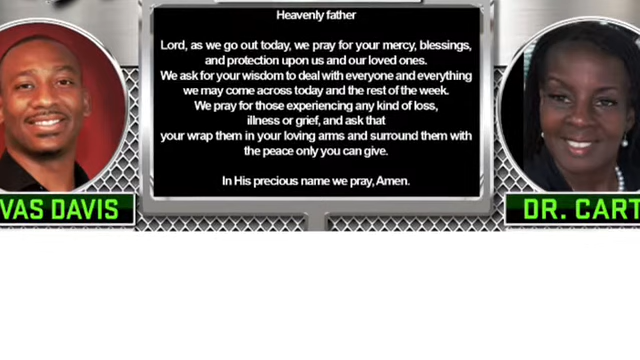 Heavenly father
Lord, as we go out today, we pray for your mercy, blessings,
and protection upon us and our loved ones.
We ask for your wisdom to deal with everyone and everything
we may come across today and the rest of the week.
We pray for those experiencing any kind of loss,
illness or grief, and ask that
your wrap them in your loving arms and surround them with
the peace only you can give.
In His precious name we pray, Amen.
VAS DAVIS
DR. CART